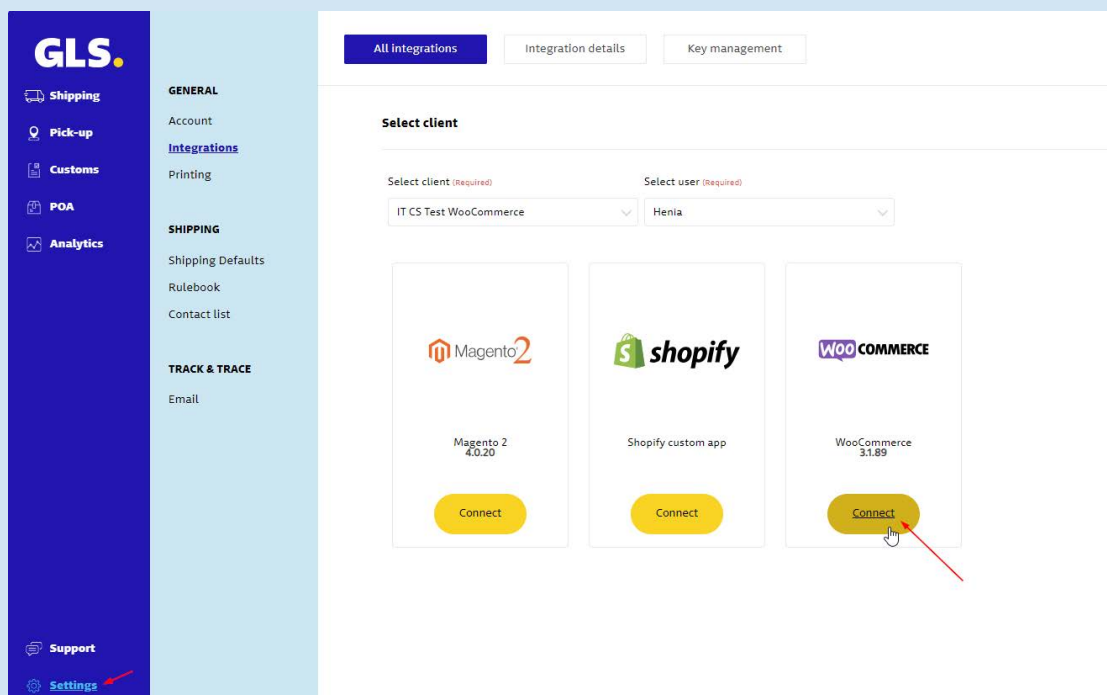 GLS.
Shipping
Pick-up
Customs
POA
Analytics
Support
Settings
GENERAL
Account
Integrations
Printing
SHIPPING
Shipping Defaults
Rulebook
Contact list
TRACK & TRACE
Email
All integrations Integration details Key management
Select client
Select client (Required) Select user (Required)
IT CS Test WooCommerce Henia
Magento 2 shopify WOO COMMERCE
Magento 2 Shopify custom app WooCommerce
4.0.20 3.1.89
Connect Connect Connect